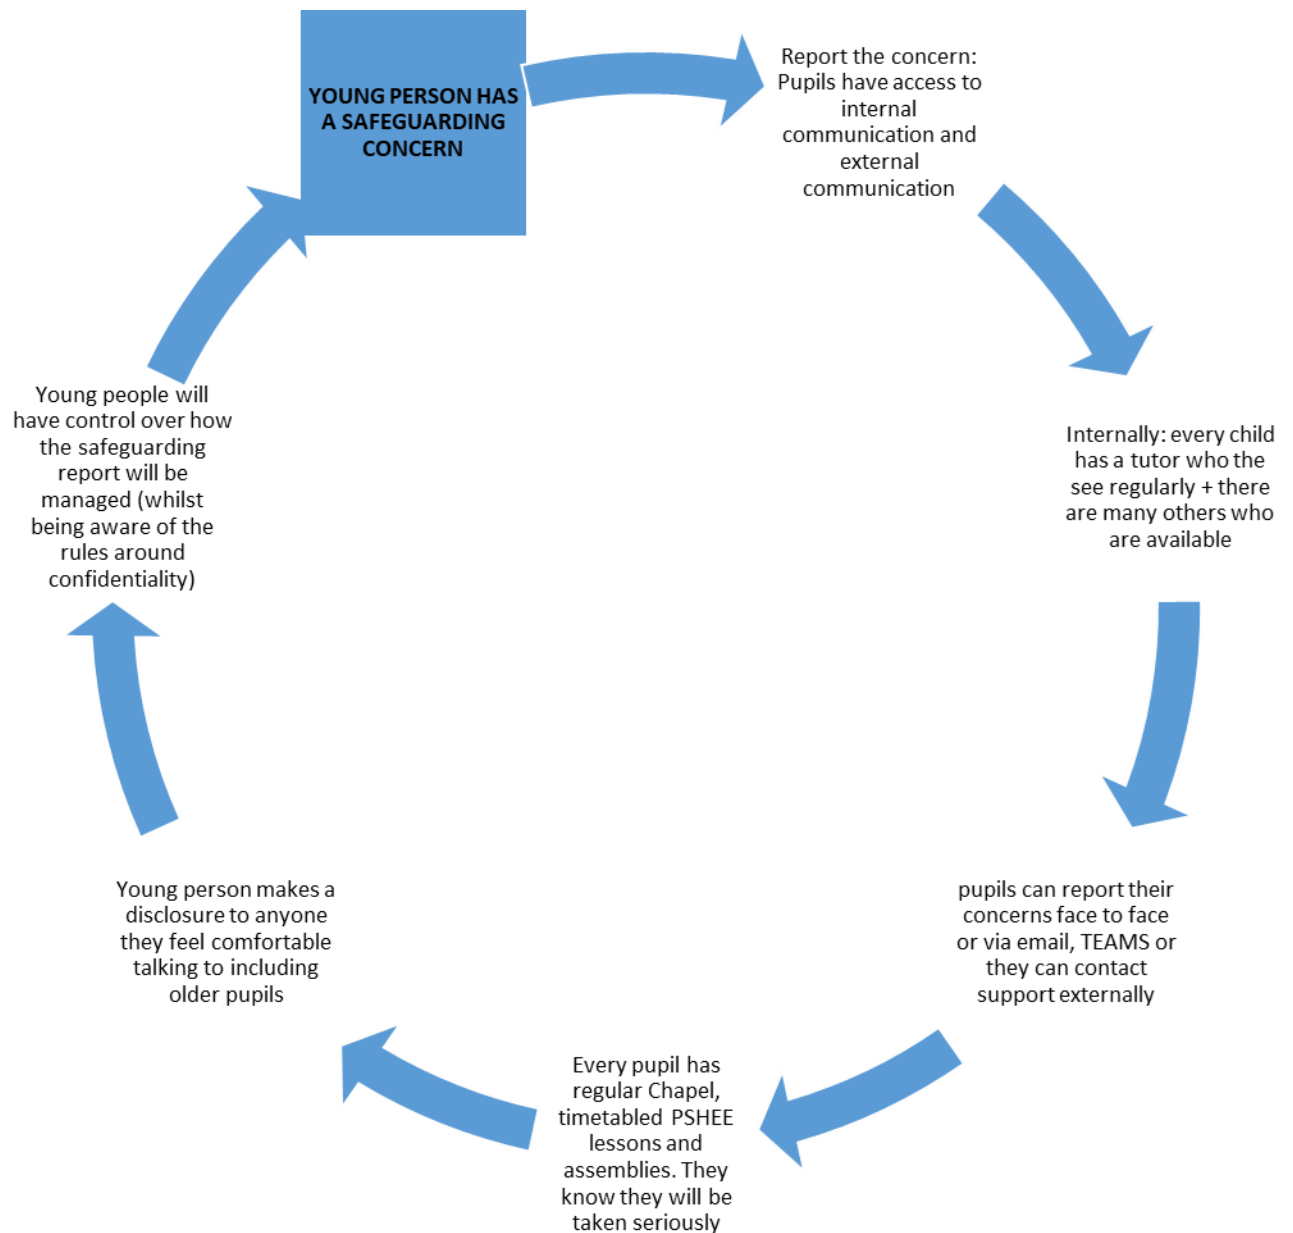 YOUNG PERSON HAS
A SAFEGUARDING
CONCERN
Report the concern:
Pupils have access to
internal
communication and
external
communication
Internally: every child
has a tutor who the
see regularly + there
are many others who
are available
pupils can report their
concerns face to face
or via email, TEAMS or
they can contact
support externally
Every pupil has
regular Chapel,
timetabled PSHEE
lessons and
assemblies. They
know they will be
taken seriously
Young person makes a
disclosure to anyone
they feel comfortable
talking to including
older pupils
Young people will
have control over how
the safeguarding
report will be
managed (whilst
being aware of the
rules around
confidentiality)